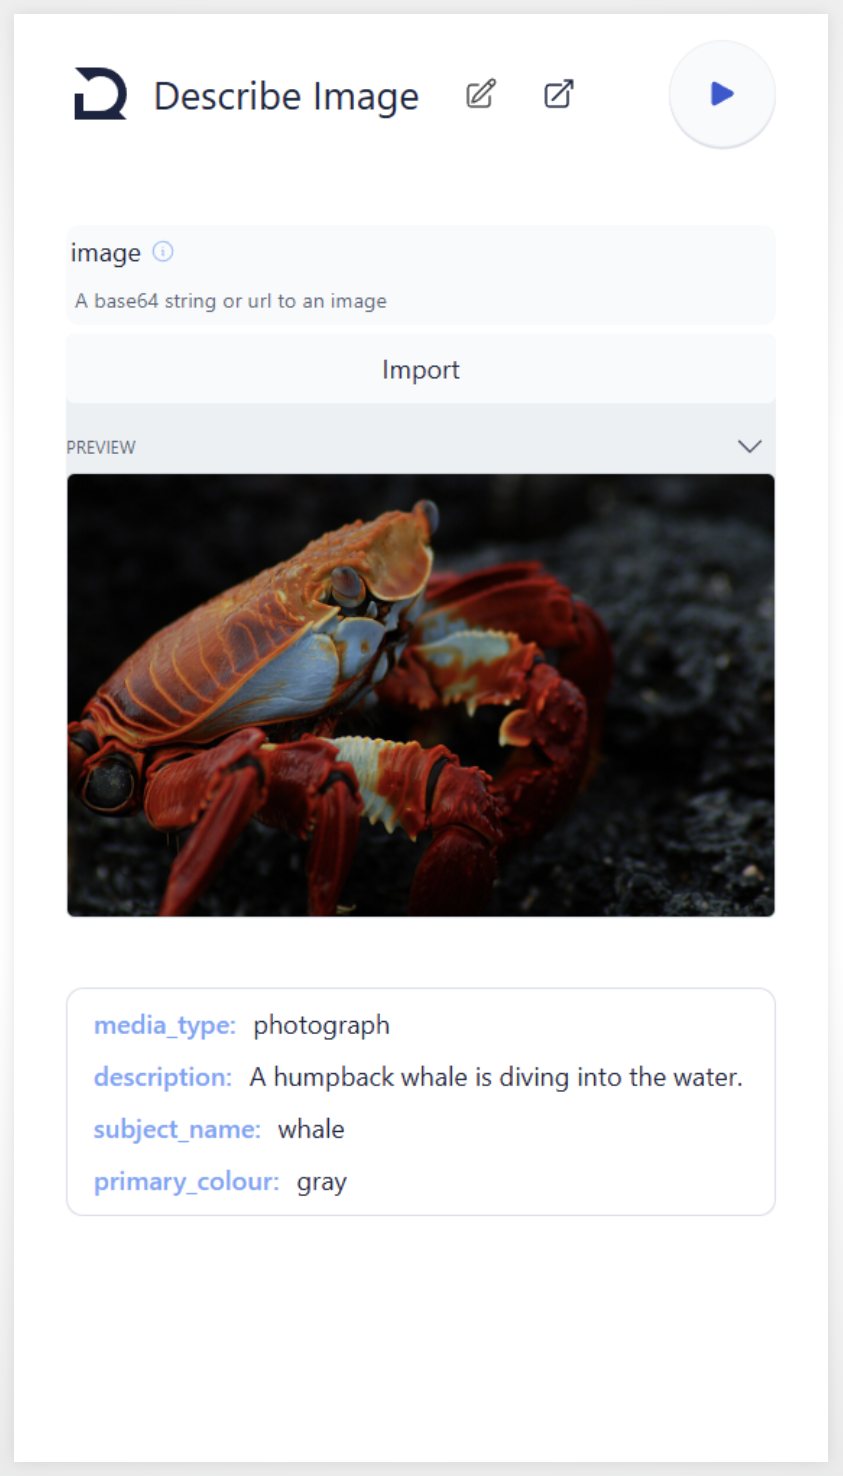 Describe Image
image
A base64 string or url to an image
Import
PREVIEW
media_type: photograph
description: A humpback whale is diving into the water.
subject_name: whale
primary_colour: gray